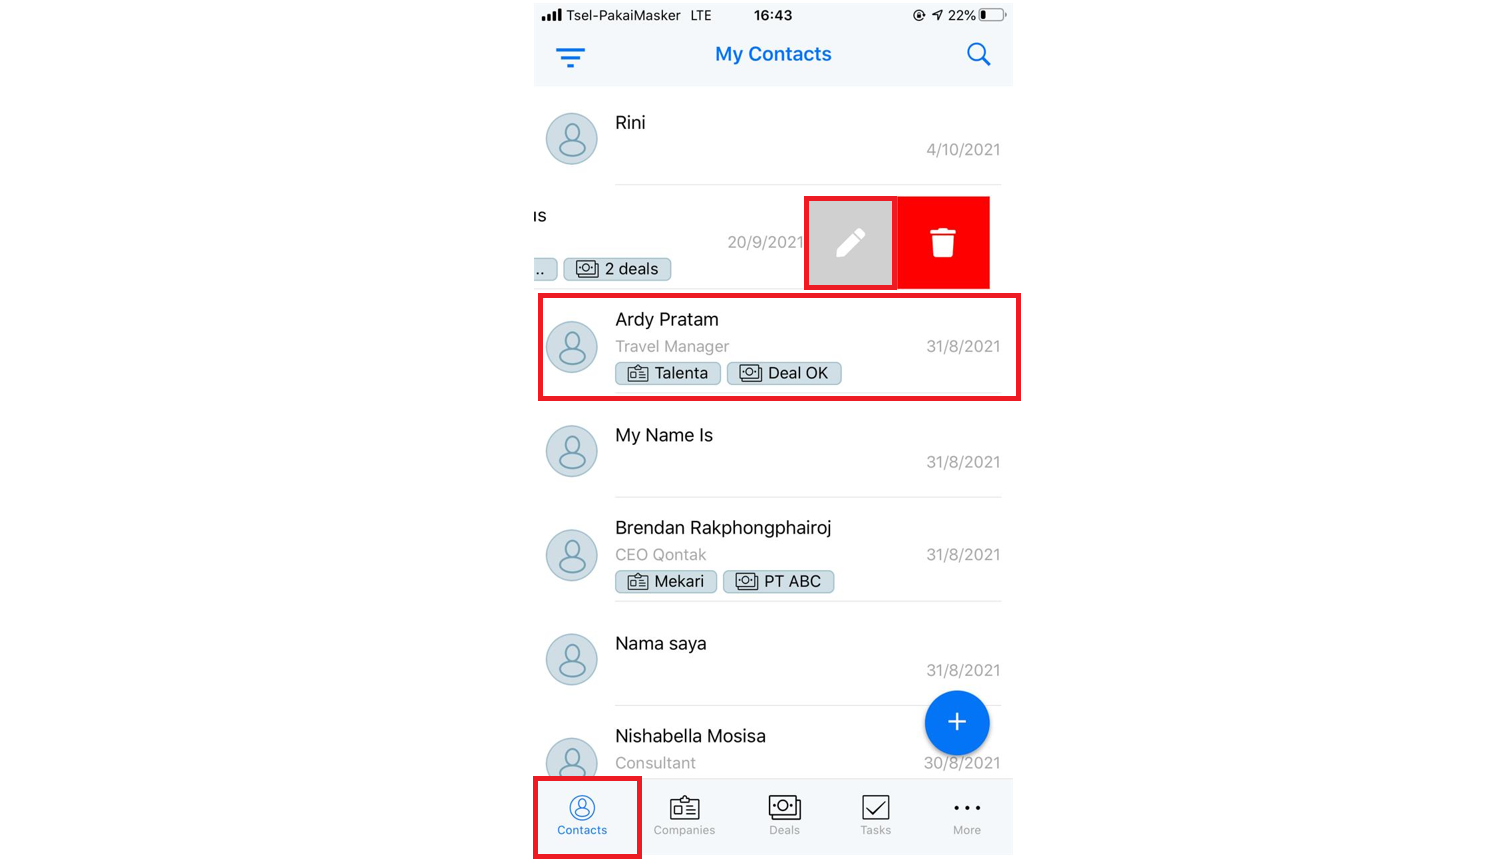 Tsel-PakaiMasker LTE 16:43 22%
My Contacts
Rini
4/10/2021
us
20/9/2021
.. 2 deals
Ardy Pratam
Travel Manager 31/8/2021
Talenta Deal OK
My Name Is
31/8/2021
Brendan Rakphongphairoj
CEO Qontak 31/8/2021
Mekari PT ABC
Nama saya
31/8/2021
Nishabella Mosisa
Consultant 30/8/2021
Contacts Companies Deals Tasks More